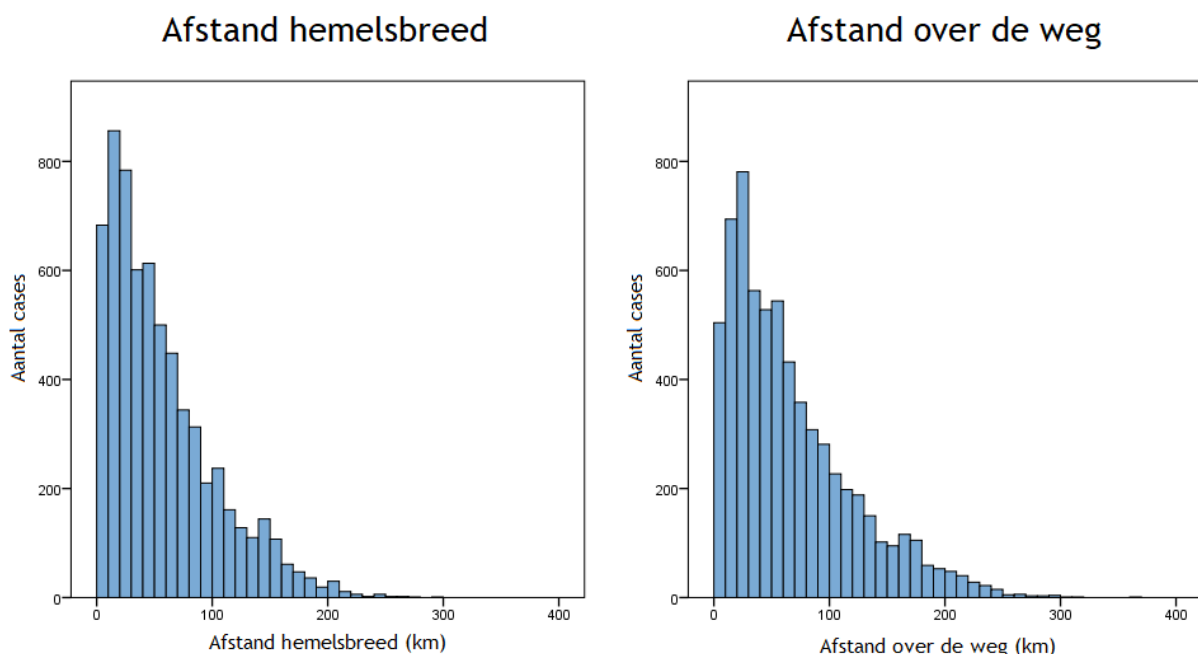 Afstand hemelsbreed
800
600
400
200
0
Aantal cases
0 100 200 300 400
Afstand hemelsbreed (km)
Afstand over de weg
800
600
400
200
0
Aantal cases
0 100 200 300 400
Afstand over de weg (km)